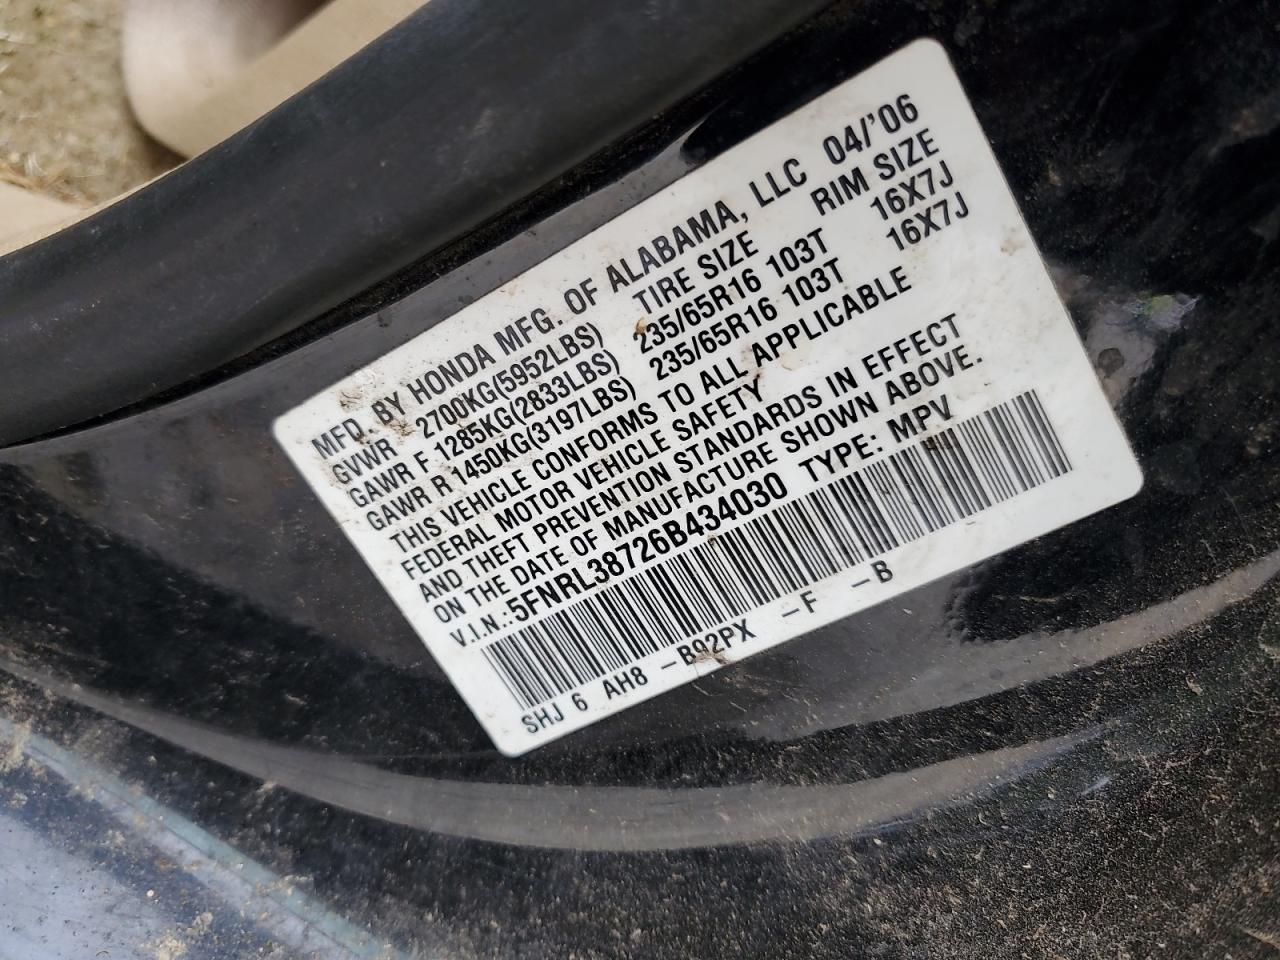 MFD. BY HONDA MFG. OF ALABAMA, LLC 04/'06
GVWR 2700KG(5952LBS) TIRE SIZE RIM SIZE
GAWR F 1285KG(2833LBS) 235/65R16 103T 16X7J
GAWR R 1450KG(3197LBS) 235/65R16 103T 16X7J
THIS VEHICLE CONFORMS TO ALL APPLICABLE
FEDERAL MOTOR VEHICLE SAFETY
AND THEFT PREVENTION STANDARDS IN EFFECT
ON THE DATE OF MANUFACTURE SHOWN ABOVE.
V.I.N.:5FNRL38726B434030 TYPE: MPV
SHJ 6 AH8 -B92PX -F -B